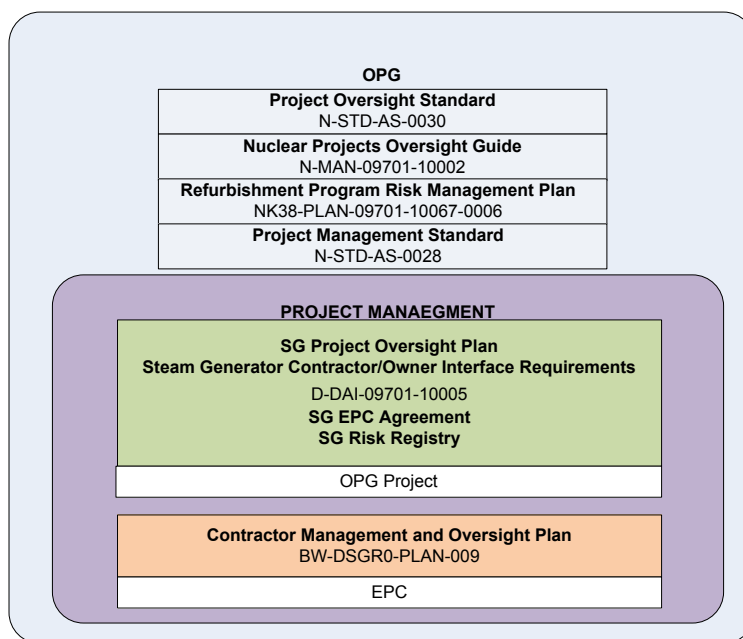 OPG
Project Oversight Standard
N-STD-AS-0030
Nuclear Projects Oversight Guide
N-MAN-09701-10002
Refurbishment Program Risk Management Plan
NK38-PLAN-09701-10067-0006
Project Management Standard
N-STD-AS-0028
PROJECT MANAEGMENT
SG Project Oversight Plan
Steam Generator Contractor/Owner Interface Requirements
D-DAI-09701-10005
SG EPC Agreement
SG Risk Registry
OPG Project
Contractor Management and Oversight Plan
BW-DSGR0-PLAN-009
EPC